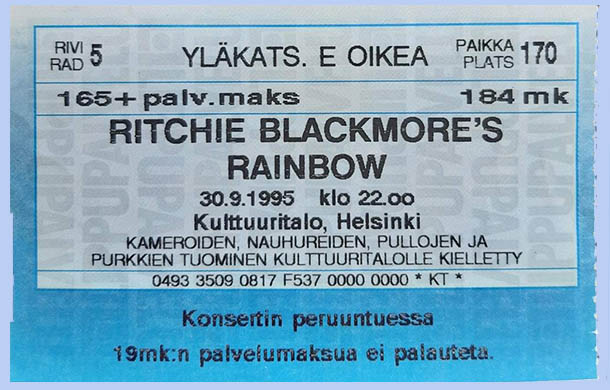 RIVI RAD 5 YLÄKATS. E OIKEA PAIKKA PLATS 170
165+palv.maks 184 mk
RITCHIE BLACKMORE'S
RAINBOW
30.9.1995 klo 22.00
Kulttuuritalo, Helsinki
KAMEROIDEN, NAUHUREIDEN, PULLOJEN JA
PURKKIEN TUOMINEN KULTTUURITALOLLE KIELLETTY
0493 3509 0817 F537 0000 0000 * KT *
Konsertin peruuntuessa
19mk:n palvelumaksua ei palauteta.